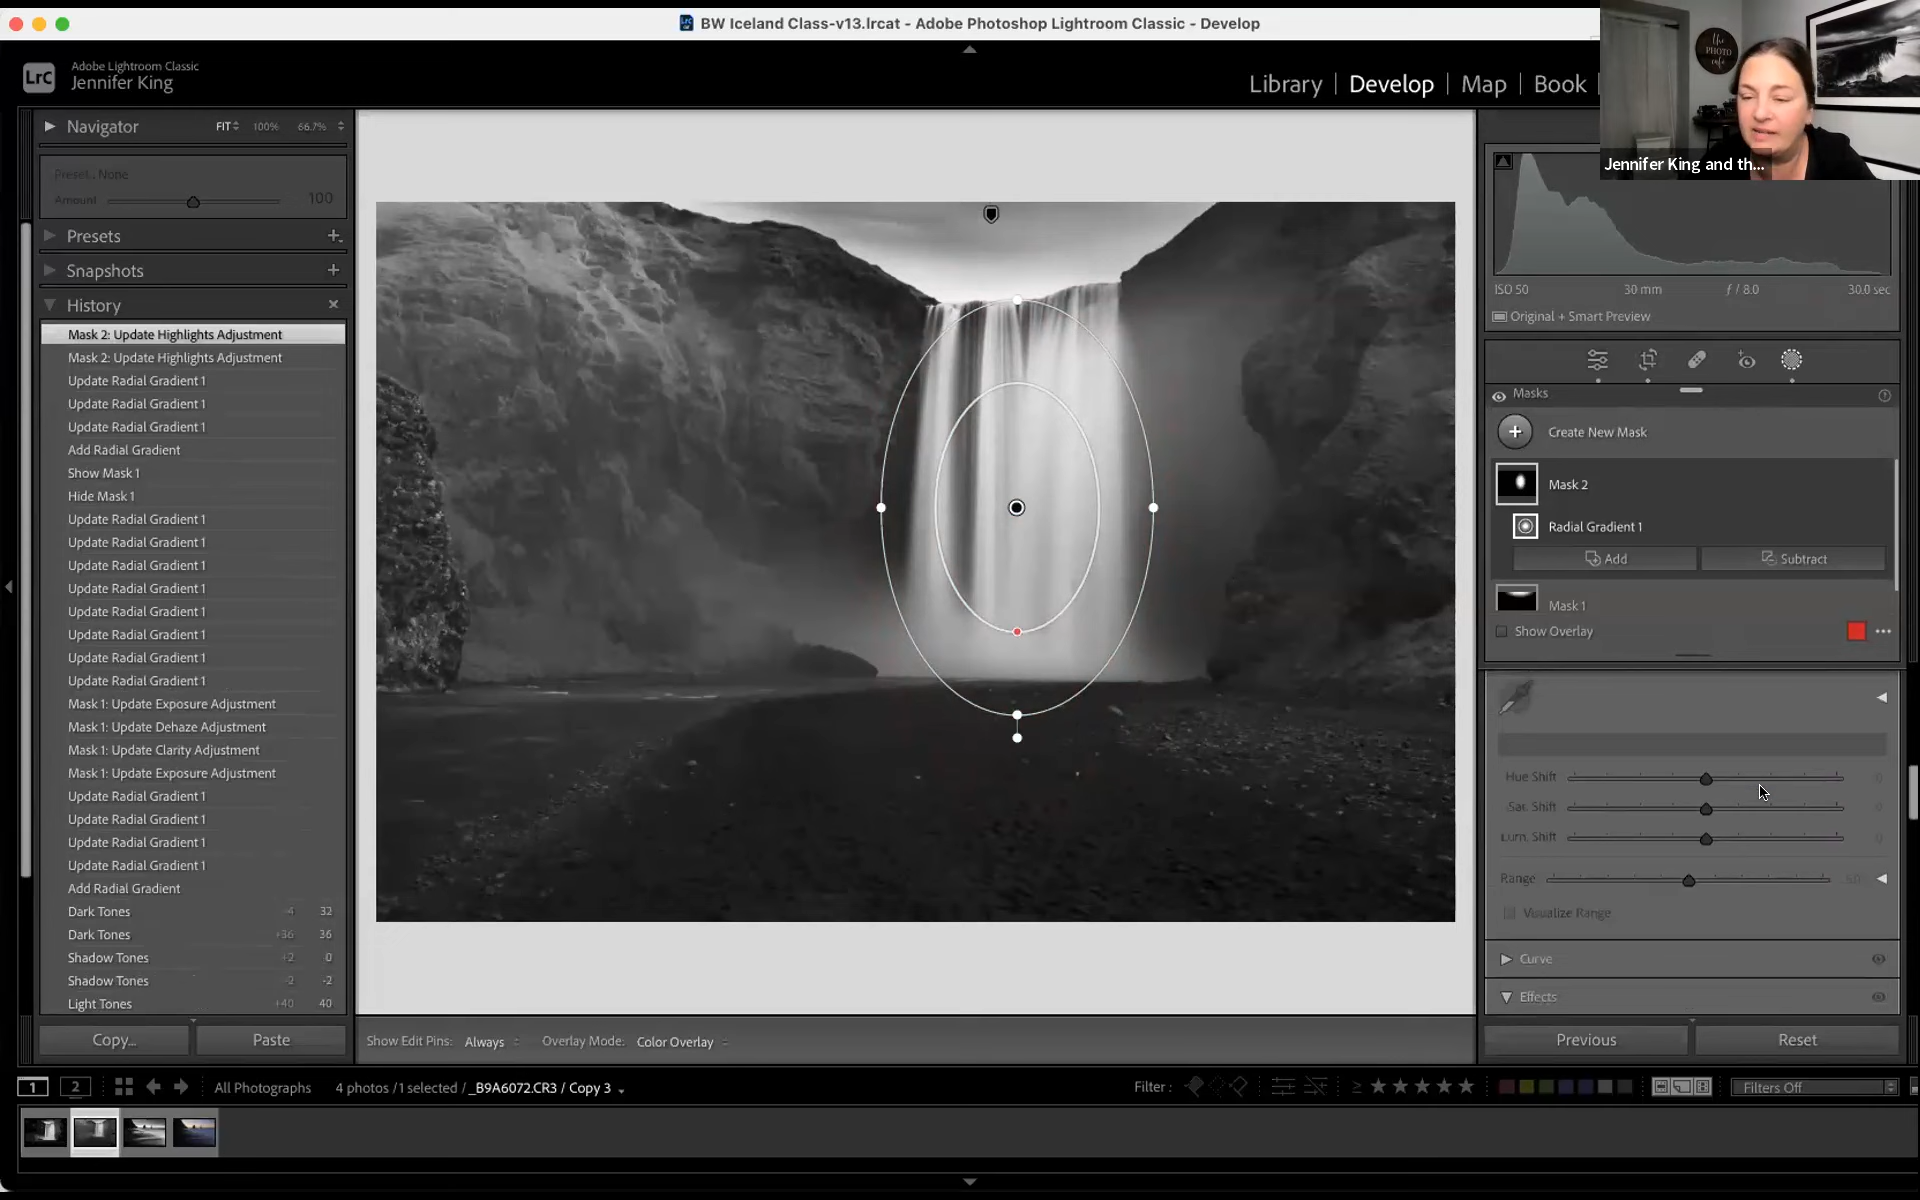 BW Iceland Class-v13.lrcat - Adobe Photoshop Lightroom Classic - Develop
LrC
Adobe Lightroom Classic
Jennifer King
Library | Develop | Map | Book
the
PHOTO
cafe
Jennifer King and th...
Navigator
FIT
100%
66.7%
Preset: None
Amount
100
Presets
Snapshots
History
Mask 2: Update Highlights Adjustment
Mask 2: Update Highlights Adjustment
Update Radial Gradient 1
Update Radial Gradient 1
Update Radial Gradient 1
Add Radial Gradient
Show Mask 1
Hide Mask 1
Update Radial Gradient 1
Update Radial Gradient 1
Update Radial Gradient 1
Update Radial Gradient 1
Update Radial Gradient 1
Update Radial Gradient 1
Update Radial Gradient 1
Update Radial Gradient 1
Mask 1: Update Exposure Adjustment
Mask 1: Update Dehaze Adjustment
Mask 1: Update Clarity Adjustment
Mask 1: Update Exposure Adjustment
Update Radial Gradient 1
Update Radial Gradient 1
Update Radial Gradient 1
Update Radial Gradient 1
Add Radial Gradient
Dark Tones -4 32
Dark Tones +36 36
Shadow Tones +2 0
Shadow Tones -2 -2
Light Tones +40 40
Copy...
Paste
Show Edit Pins: Always
Overlay Mode: Color Overlay
ISO 50
30 mm
ƒ / 8.0
30.0 sec
Original + Smart Preview
Masks
Create New Mask
Mask 2
Radial Gradient 1
Add
Subtract
Mask 1
Show Overlay
Hue Shift 0
Sat. Shift 0
Lum. Shift 0
Range 50
Visualize Range
Curve
Effects
Previous
Reset
1
2
All Photographs
4 photos / 1 selected / _B9A6072.CR3 / Copy 3
Filter :
≥
Filters Off